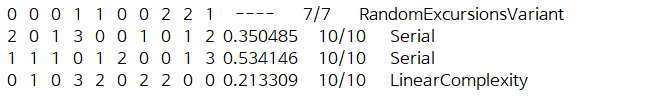 0 0 0 1 1 0 0 2 2 1 ---- 7/7 RandomExcursionsVariant
2 0 1 3 0 0 1 0 1 2 0.350485 10/10 Serial
1 1 1 0 1 2 0 0 1 3 0.534146 10/10 Serial
0 1 0 3 2 0 2 2 0 0 0.213309 10/10 LinearComplexity